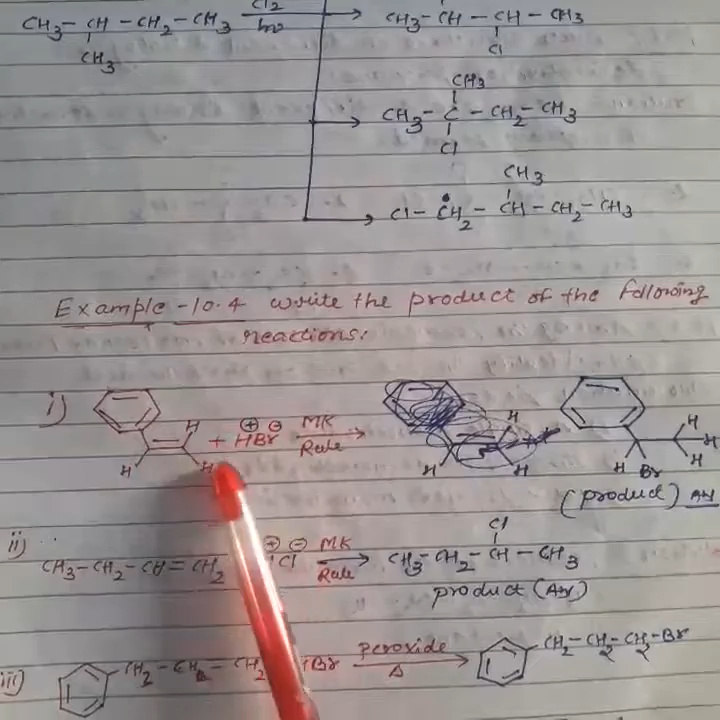 CH3-CH-CH2-CH3 Cl2 hν → CH3-CH-CH-CH3
CH3
Cl
CH3
CH3-C-CH2-CH3
Cl
CH3
Cl-CH2-CH-CH2-CH3
Example-10.4 write the product of the following
reactions:
i) H H H + H⊕Br⊖ MK Rule → H H H H Br H H H
(product) Ans
ii) CH3-CH2-CH=CH2 ⊕ ⊖ Cl MK Rule → CH3-CH2-CH-CH3
Cl
product (Ans)
iii) CH2-CH2-CH2 Br peroxide Δ → CH2-CH2-CH2-Br